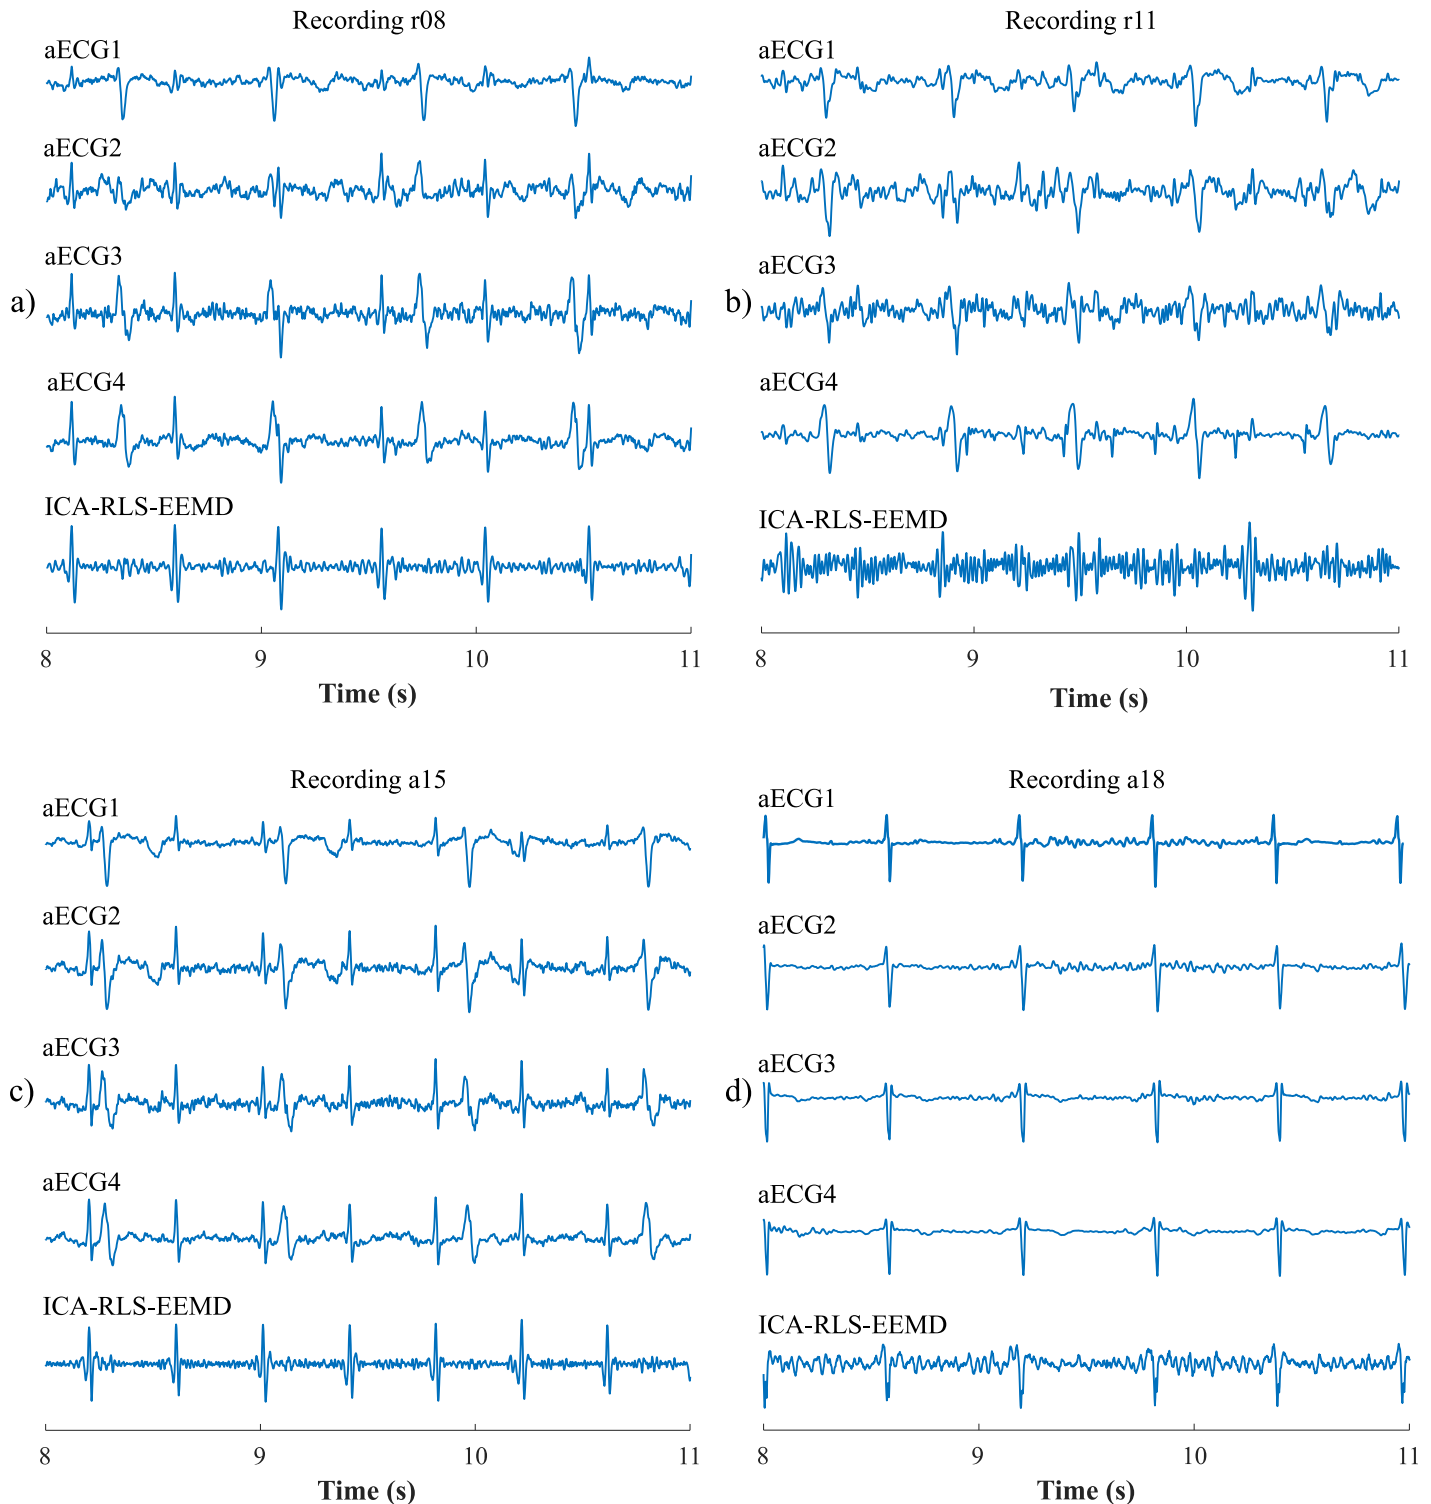 Recording r08
aECG1
aECG2
aECG3
a)
aECG4
ICA-RLS-EEMD
8 9 10 11
Time (s)
Recording r11
aECG1
aECG2
aECG3
b)
aECG4
ICA-RLS-EEMD
8 9 10 11
Time (s)
Recording a15
aECG1
aECG2
aECG3
c)
aECG4
ICA-RLS-EEMD
8 9 10 11
Time (s)
Recording a18
aECG1
aECG2
aECG3
d)
aECG4
ICA-RLS-EEMD
8 9 10 11
Time (s)